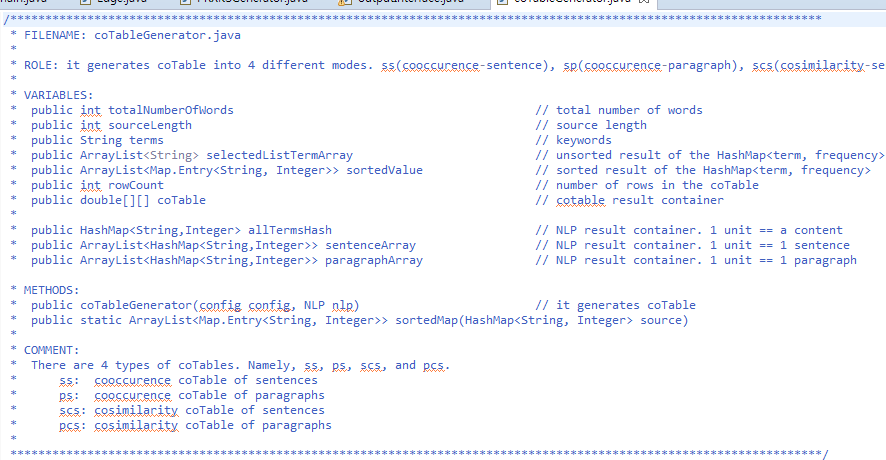 /********************************************************************************************************************
* FILENAME: coTableGenerator.java
*
* ROLE: it generates coTable into 4 different modes. ss(cooccurence-sentence), sp(cooccurence-paragraph), scs(cosimilarity-se
*
* VARIABLES:
*  public int totalNumberOfWords // total number of words
*  public int sourceLength // source length
*  public String terms // keywords
*  public ArrayList<String> selectedListTermArray // unsorted result of the HashMap<term, frequency>
*  public ArrayList<Map.Entry<String, Integer>> sortedValue // sorted result of the HashMap<term, frequency>
*  public int rowCount // number of rows in the coTable
*  public double[][] coTable // cotable result container
*
*  public HashMap<String,Integer> allTermsHash // NLP result container. 1 unit == a content
*  public ArrayList<HashMap<String,Integer>> sentenceArray // NLP result container. 1 unit == 1 sentence
*  public ArrayList<HashMap<String,Integer>> paragraphArray // NLP result container. 1 unit == 1 paragraph
*
* METHODS:
*  public coTableGenerator(config config, NLP nlp) // it generates coTable
*  public static ArrayList<Map.Entry<String, Integer>> sortedMap(HashMap<String, Integer> source)
*
* COMMENT:
*  There are 4 types of coTables. Namely, ss, ps, scs, and pcs.
*      ss:  cooccurence coTable of sentences
*      ps:  cooccurence coTable of paragraphs
*      scs: cosimilarity coTable of sentences
*      pcs: cosimilarity coTable of paragraphs
*
********************************************************************************************************************/